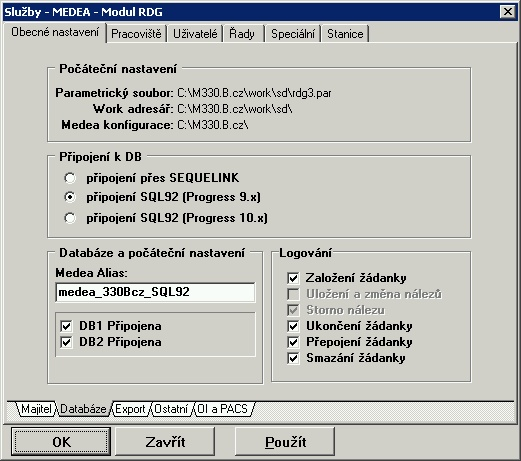 Služby - MEDEA - Modul RDG
Obecné nastavení Pracoviště Uživatelé Řady Speciální Stanice
Počáteční nastavení
Parametrický soubor: C:\M330.B.cz\work\sd\rdg3.par
Work adresář: C:\M330.B.cz\work\sd\
Medea konfigurace: C:\M330.B.cz\
Připojení k DB
připojení přes SEQUELINK
připojení SQL92 (Progress 9.x)
připojení SQL92 (Progress 10.x)
Databáze a počáteční nastavení
Medea Alias:
medea_330Bcz_SQL92
DB1 Připojena
DB2 Připojena
Logování
Založení žádanky
Uložení a změna nálezů
Storno nálezu
Ukončení žádanky
Přepojení žádanky
Smazání žádanky
Majitel Databáze Export Ostatní OI a PACS
OK Zavřít Použít